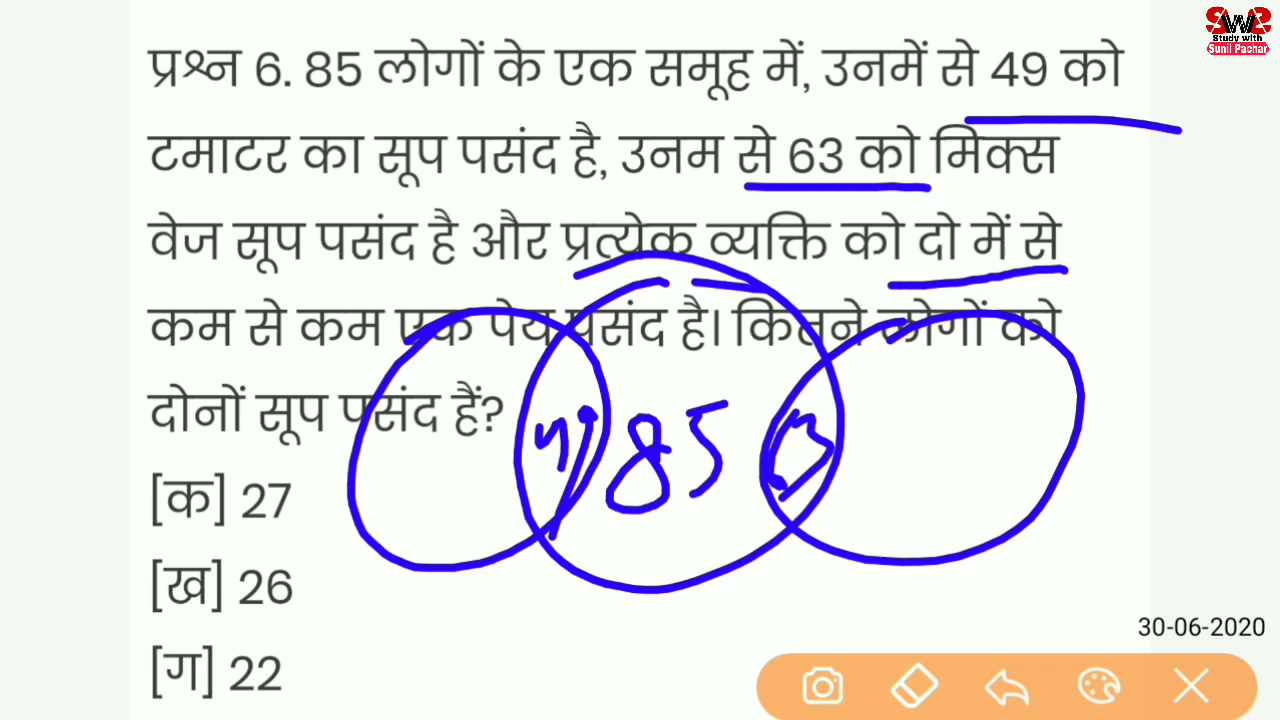 SWS
Study with
Sunil Pachar
प्रश्न 6. 85 लोगों के एक समूह में, उनमें से 49 को
टमाटर का सूप पसंद है, उनम से 63 को मिक्स
वेज सूप पसंद है और प्रत्येक व्यक्ति को दो में से
कम से कम एक पेय पसंद है। कितने लोगों को
दोनों सूप पसंद हैं?
85
[क] 27
[ख] 26
[ग] 22
30-06-2020